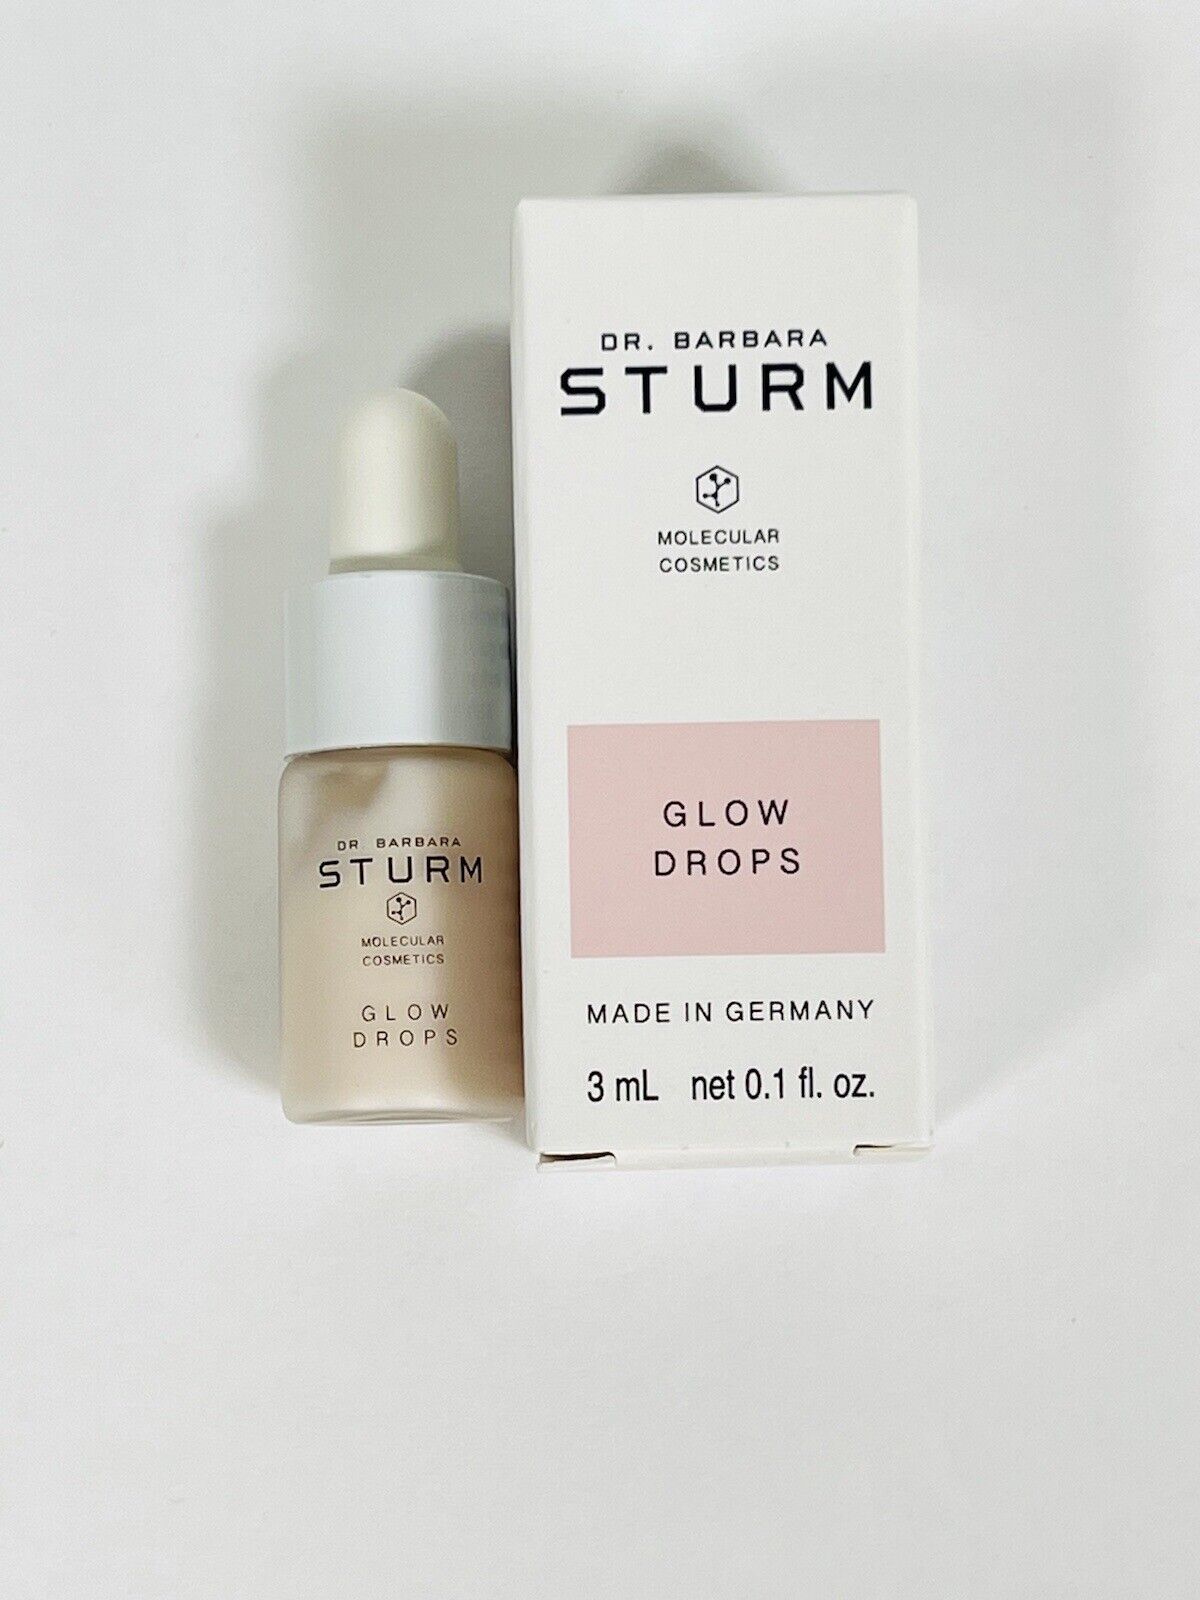 DR. BARBARA
STURM
MOLECULAR
COSMETICS
GLOW
DROPS
DR. BARBARA
STURM
MOLECULAR
COSMETICS
GLOW
DROPS
MADE IN GERMANY
3 mL net 0.1 fl. oz.